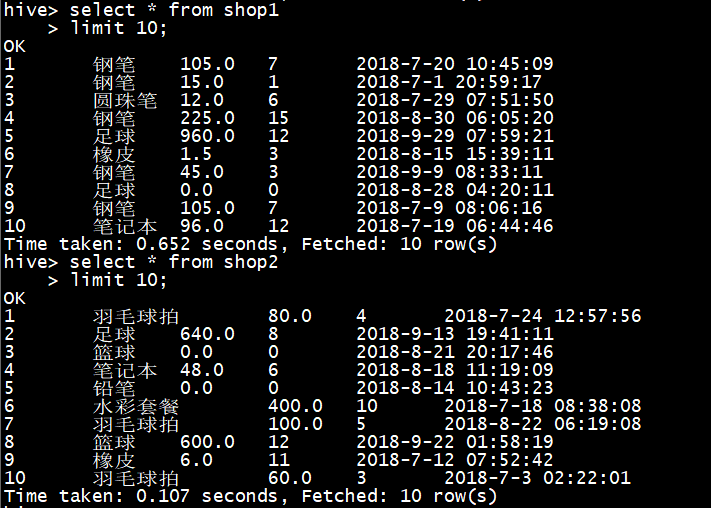 hive> select * from shop1
    > limit 10;
OK
1       钢笔    105.0   7       2018-7-20 10:45:09
2       钢笔    15.0    1       2018-7-1 20:59:17
3       圆珠笔  12.0    6       2018-7-29 07:51:50
4       钢笔    225.0   15      2018-8-30 06:05:20
5       足球    960.0   12      2018-9-29 07:59:21
6       橡皮    1.5     3       2018-8-15 15:39:11
7       钢笔    45.0    3       2018-9-9 08:33:11
8       足球    0.0     0       2018-8-28 04:20:11
9       钢笔    105.0   7       2018-7-9 08:06:16
10      笔记本  96.0    12      2018-7-19 06:44:46
Time taken: 0.652 seconds, Fetched: 10 row(s)
hive> select * from shop2
    > limit 10;
OK
1       羽毛球拍        80.0    4       2018-7-24 12:57:56
2       足球    640.0   8       2018-9-13 19:41:11
3       篮球    0.0     0       2018-8-21 20:17:46
4       笔记本  48.0    6       2018-8-18 11:19:09
5       铅笔    0.0     0       2018-8-14 10:43:23
6       水彩套餐        400.0   10      2018-7-18 08:38:08
7       羽毛球拍        100.0   5       2018-8-22 06:19:08
8       篮球    600.0   12      2018-9-22 01:58:19
9       橡皮    6.0     11      2018-7-12 07:52:42
10      羽毛球拍        60.0    3       2018-7-3 02:22:01
Time taken: 0.107 seconds, Fetched: 10 row(s)